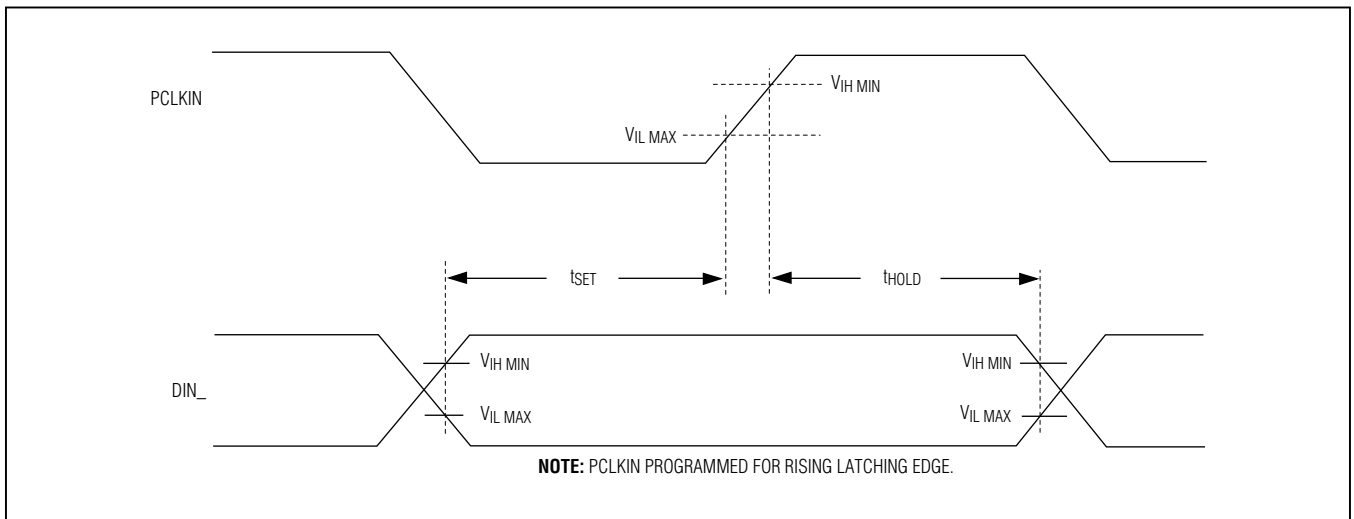 PCLKIN
VIH MIN
VIL MAX
tSET
tHOLD
DIN_
VIH MIN
VIH MIN
VIL MAX
VIL MAX
NOTE: PCLKIN PROGRAMMED FOR RISING LATCHING EDGE.